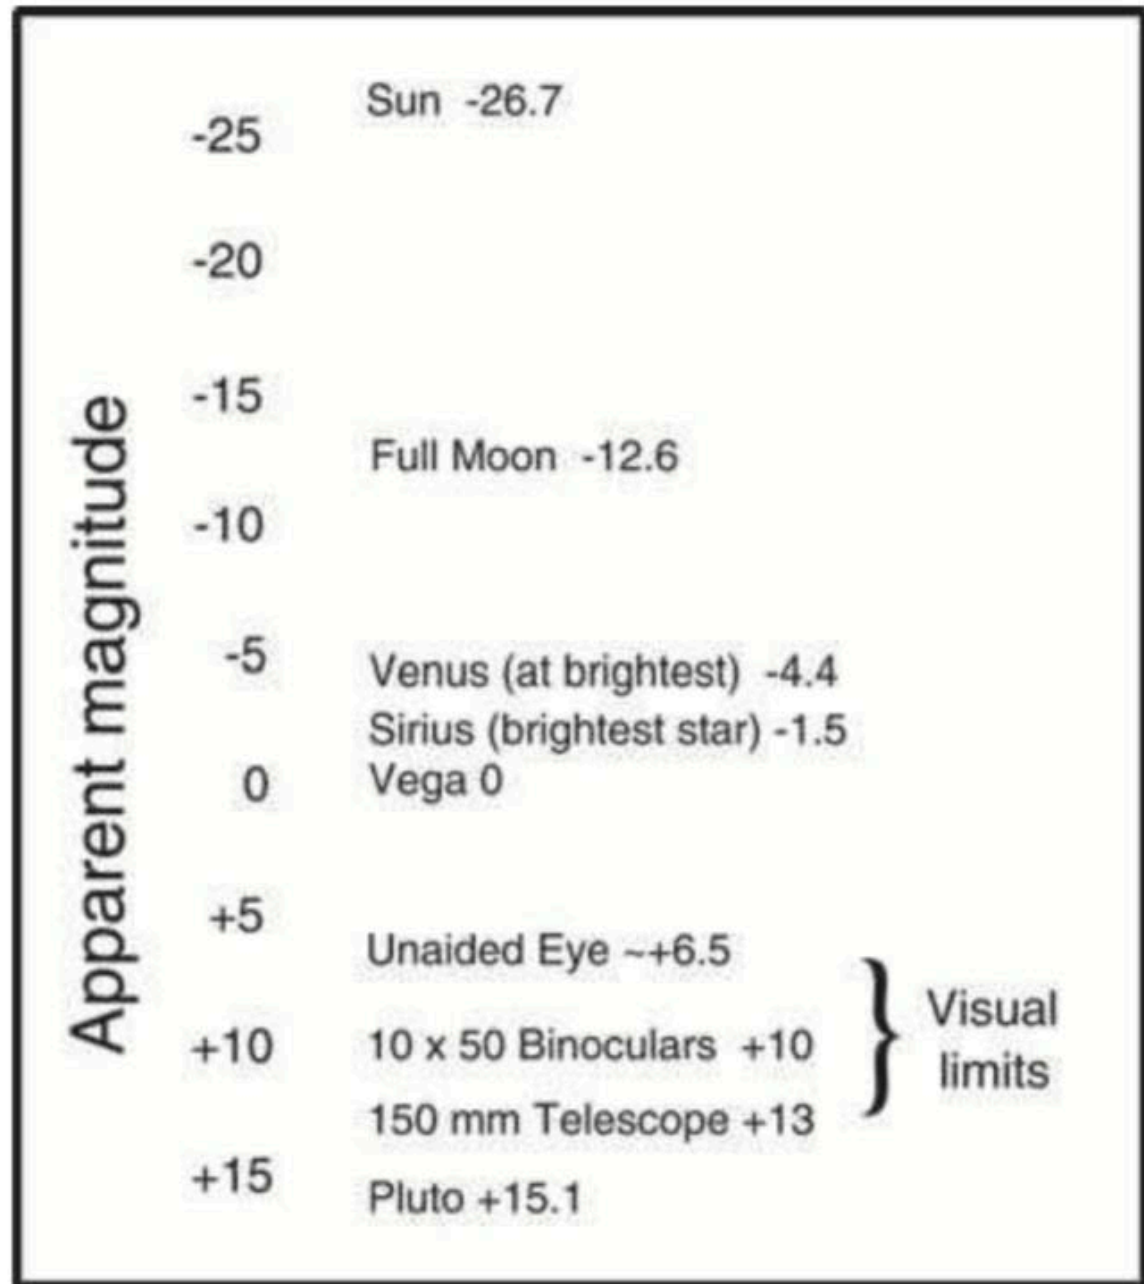 Apparent magnitude
-25
-20
-15
-10
-5
0
+5
+10
+15
Sun -26.7
Full Moon -12.6
Venus (at brightest) -4.4
Sirius (brightest star) -1.5
Vega 0
Unaided Eye ~+6.5
10 x 50 Binoculars +10
150 mm Telescope +13
Pluto +15.1
Visual
limits